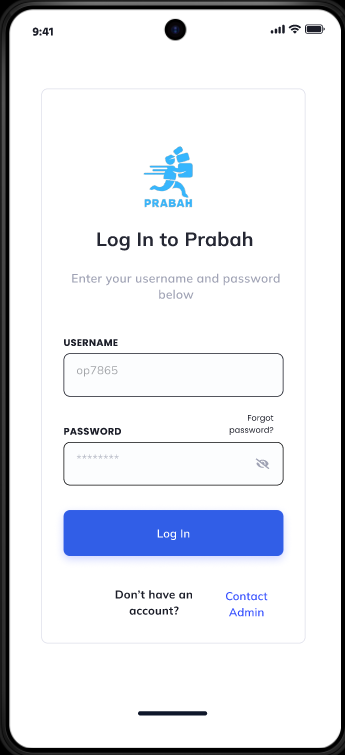 9:41
PRABAH
Log In to Prabah
Enter your username and password
below
USERNAME
op7865
Forgot
password?
PASSWORD
********
Log In
Don't have an
account?
Contact
Admin